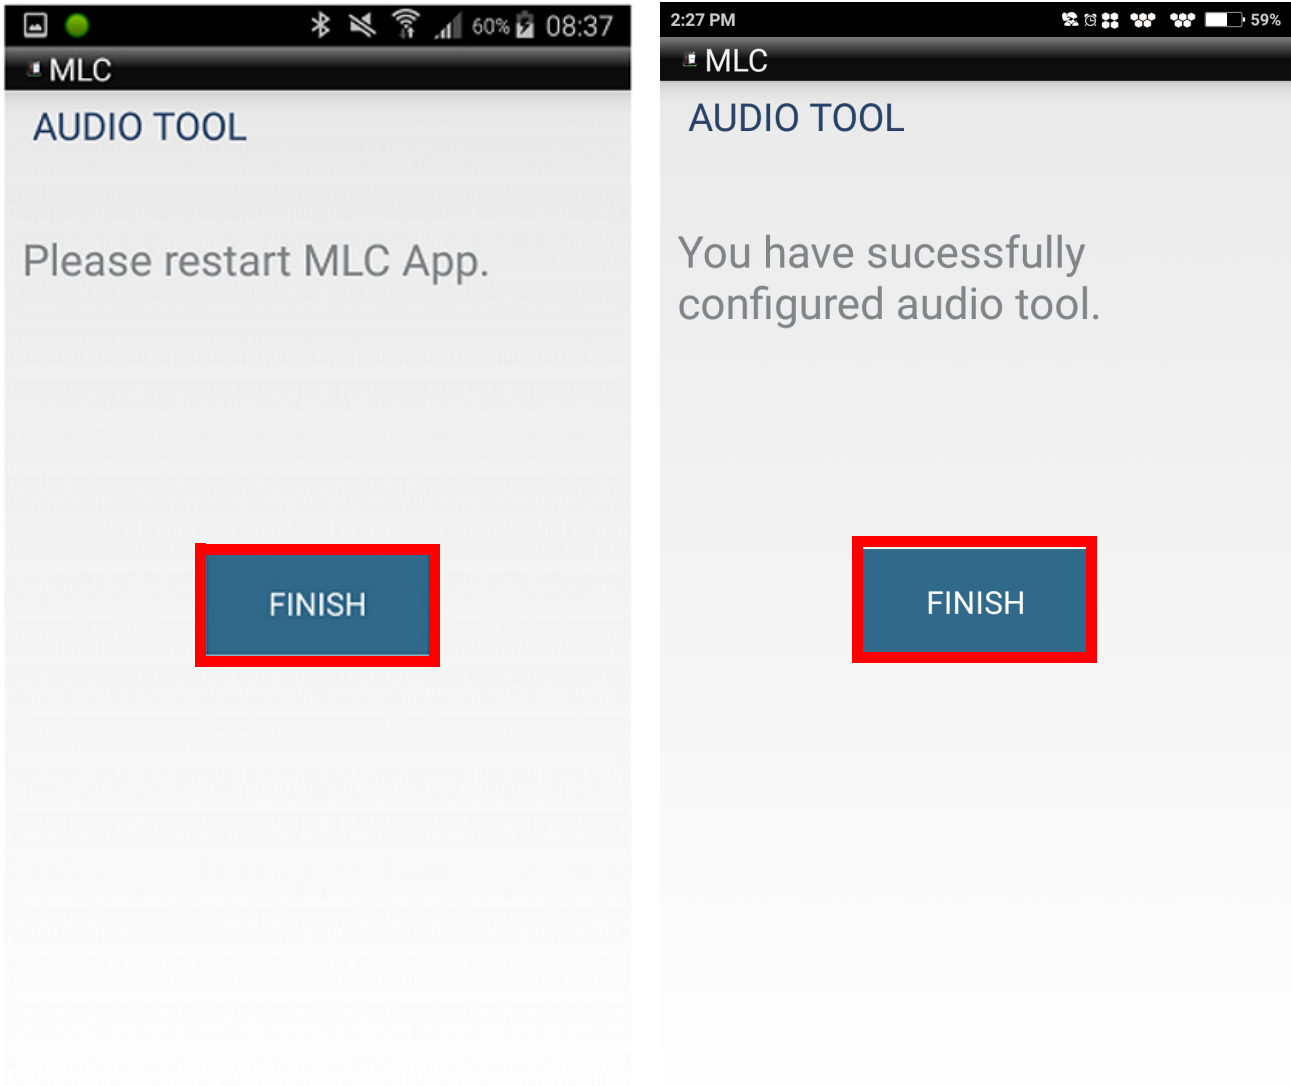 60% 08:37
MLC
AUDIO TOOL
Please restart MLC App.
FINISH
2:27 PM 59%
MLC
AUDIO TOOL
You have sucessfully
configured audio tool.
FINISH